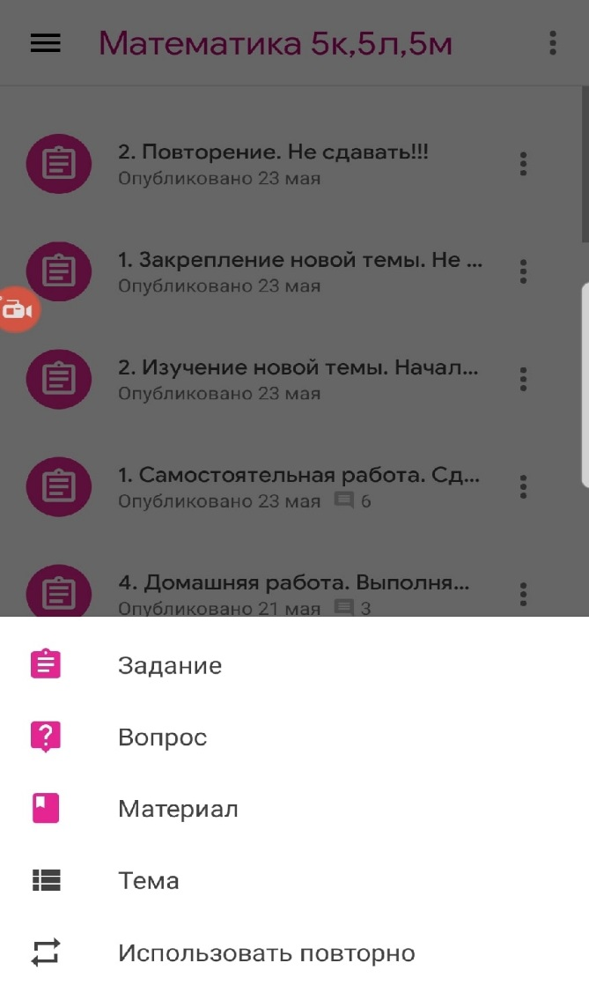 Математика 5к,5л,5м
2. Повторение. Не сдавать!!!
Опубликовано 23 мая
1. Закрепление новой темы. Не ...
Опубликовано 23 мая
2. Изучение новой темы. Начал...
Опубликовано 23 мая
1. Самостоятельная работа. Сд...
Опубликовано 23 мая 6
4. Домашняя работа. Выполня...
Опубликовано 21 мая 3
Задание
Вопрос
Материал
Тема
Использовать повторно